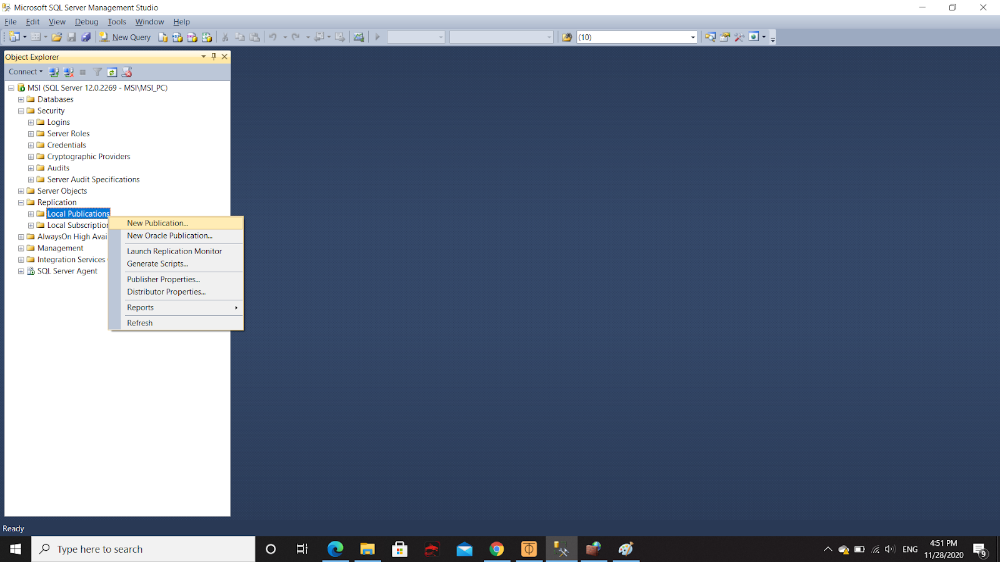 Microsoft SQL Server Management Studio
File Edit View Debug Tools Window Help
New Query
(10)
Object Explorer
Connect
MSI (SQL Server 12.0.2269 - MSI\MSI_PC)
Databases
Security
Logins
Server Roles
Credentials
Cryptographic Providers
Audits
Server Audit Specifications
Server Objects
Replication
Local Publications
Local Subscription
AlwaysOn High Avai
Management
Integration Services
SQL Server Agent
New Publication...
New Oracle Publication...
Launch Replication Monitor
Generate Scripts...
Publisher Properties...
Distributor Properties...
Reports
Refresh
Ready
Type here to search
ENG
4:51 PM
11/28/2020
9